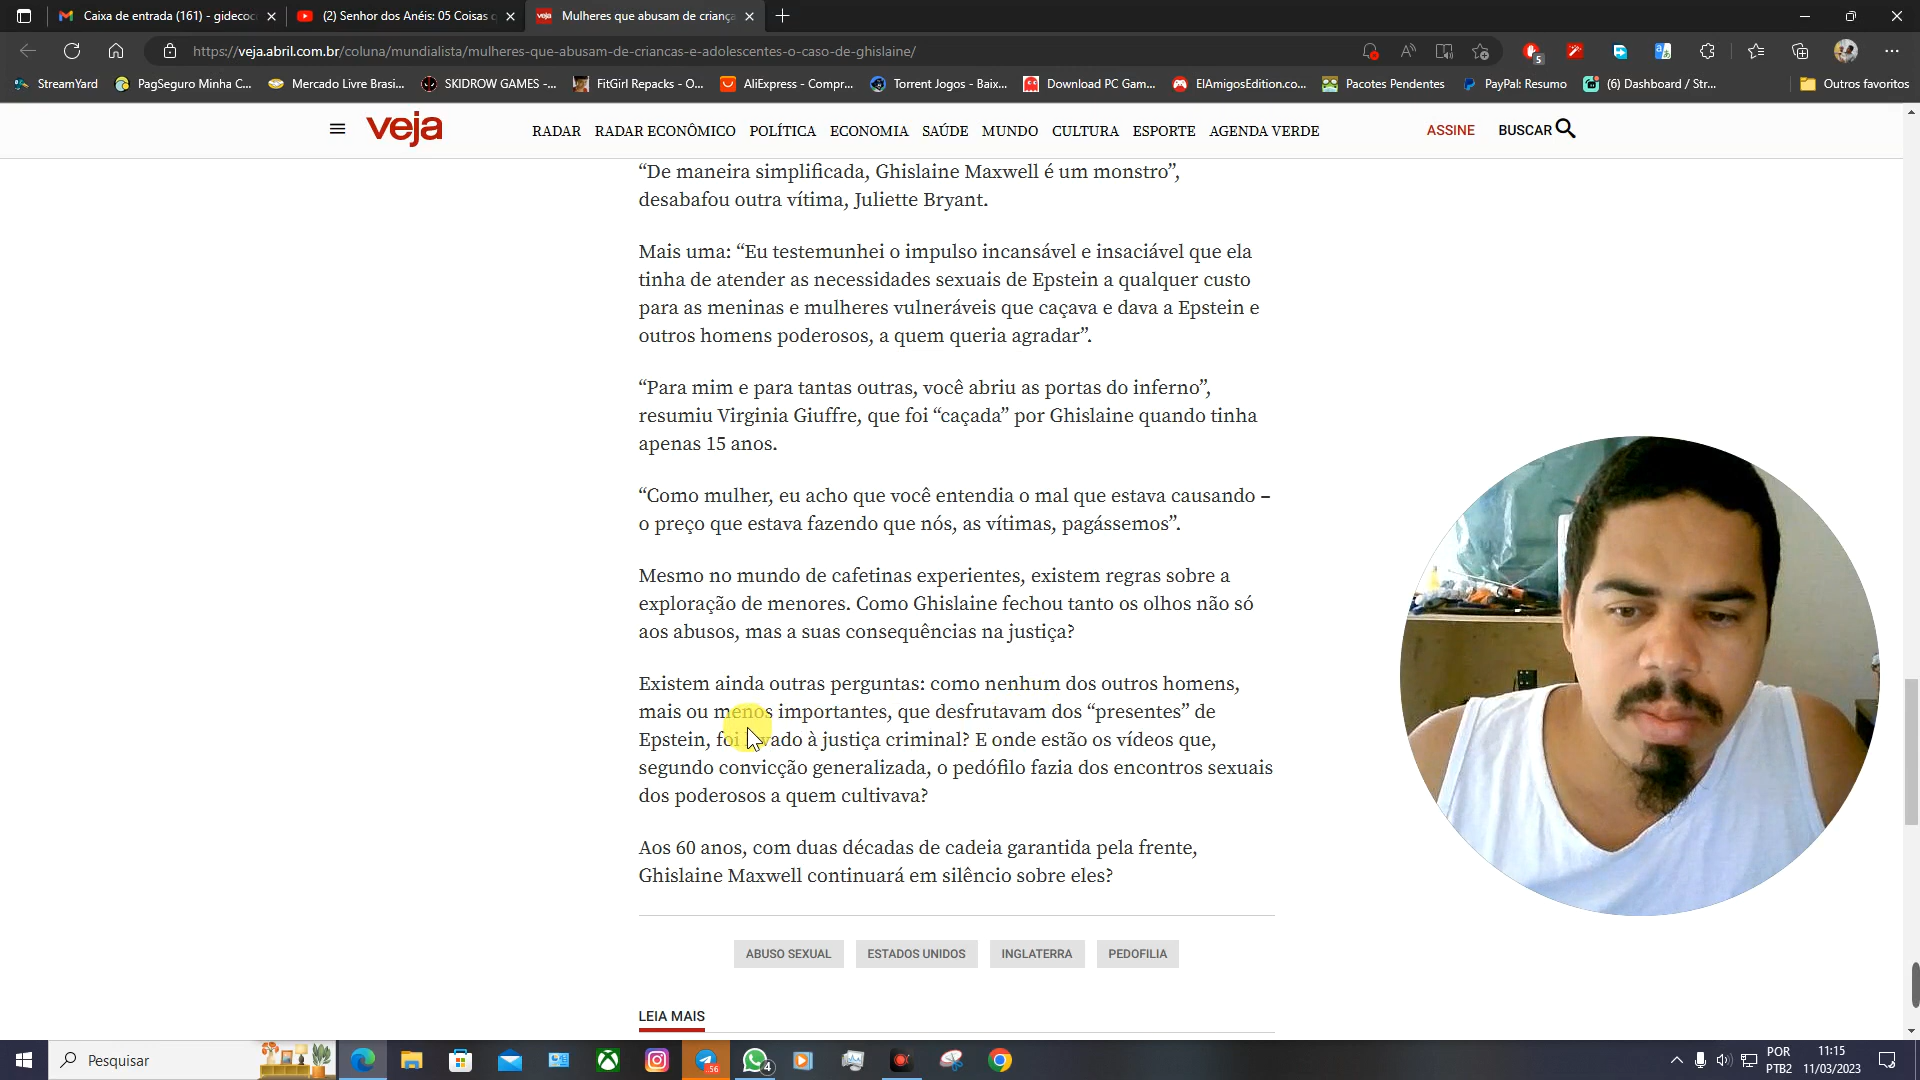 Caixa de entrada (161) - gidecoc
(2) Senhor dos Anéis: 05 Coisas q
Mulheres que abusam de criança
https://veja.abril.com.br/coluna/mundialista/mulheres-que-abusam-de-criancas-e-adolescentes-o-caso-de-ghislaine/
5
StreamYard
PagSeguro Minha C...
Mercado Livre Brasi...
SKIDROW GAMES -...
FitGirl Repacks - O...
AliExpress - Compr...
Torrent Jogos - Baix...
Download PC Gam...
ElAmigosEdition.co...
Pacotes Pendentes
PayPal: Resumo
(6) Dashboard / Str...
Outros favoritos
veja
RADAR RADAR ECONÔMICO POLÍTICA ECONOMIA SAÚDE MUNDO CULTURA ESPORTE AGENDA VERDE
ASSINE
BUSCAR
“De maneira simplificada, Ghislaine Maxwell é um monstro”,
desabafou outra vítima, Juliette Bryant.
Mais uma: “Eu testemunhei o impulso incansável e insaciável que ela
tinha de atender as necessidades sexuais de Epstein a qualquer custo
para as meninas e mulheres vulneráveis que caçava e dava a Epstein e
outros homens poderosos, a quem queria agradar”.
“Para mim e para tantas outras, você abriu as portas do inferno”,
resumiu Virginia Giuffre, que foi “caçada” por Ghislaine quando tinha
apenas 15 anos.
“Como mulher, eu acho que você entendia o mal que estava causando –
o preço que estava fazendo que nós, as vítimas, pagássemos”.
Mesmo no mundo de cafetinas experientes, existem regras sobre a
exploração de menores. Como Ghislaine fechou tanto os olhos não só
aos abusos, mas a suas consequências na justiça?
Existem ainda outras perguntas: como nenhum dos outros homens,
mais ou menos importantes, que desfrutavam dos “presentes” de
Epstein, foi levado à justiça criminal? E onde estão os vídeos que,
segundo convicção generalizada, o pedófilo fazia dos encontros sexuais
dos poderosos a quem cultivava?
Aos 60 anos, com duas décadas de cadeia garantida pela frente,
Ghislaine Maxwell continuará em silêncio sobre eles?
ABUSO SEXUAL
ESTADOS UNIDOS
INGLATERRA
PEDOFILIA
LEIA MAIS
Pesquisar
56
4
POR
PTB2
11:15
11/03/2023